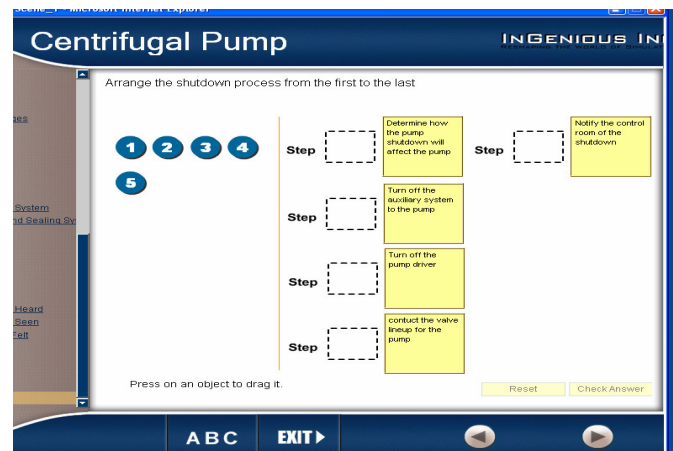 Centrifugal Pump
INGENIOUS IN
Arrange the shutdown process from the first to the last
ges
System
nd Sealing Sy
Heard
Seen
Felt
1 2 3 4
5
Step
Determine how
the pump
shutdown will
affect the pump
Step
Notify the control
room of the
shutdown
Step
Turn off the
auxiliary system
to the pump
Step
Turn off the
pump driver
Step
contuct the valve
lineup for the
pump
Press on an object to drag it.
Reset
Check Answer
ABC
EXIT